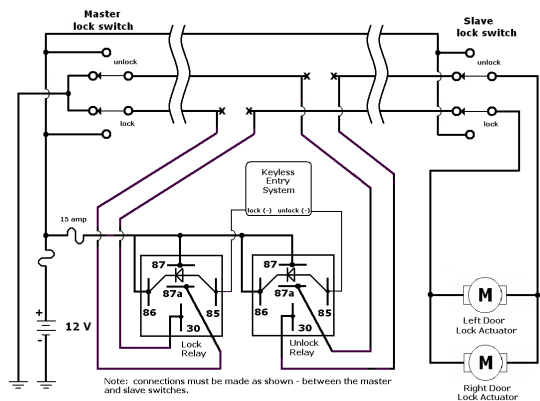 Master
lock switch
Slave
lock switch
unlock
unlock
lock
lock
Keyless
Entry
System
lock (-) unlock (-)
15 amp
87
87a
86
85
30
Lock
Relay
87
87a
86
85
30
Unlock
Relay
+
12 V
-
M
Left Door
Lock Actuator
M
Right Door
Lock Actuator
Note: connections must be made as shown - between the master
and slave switches.